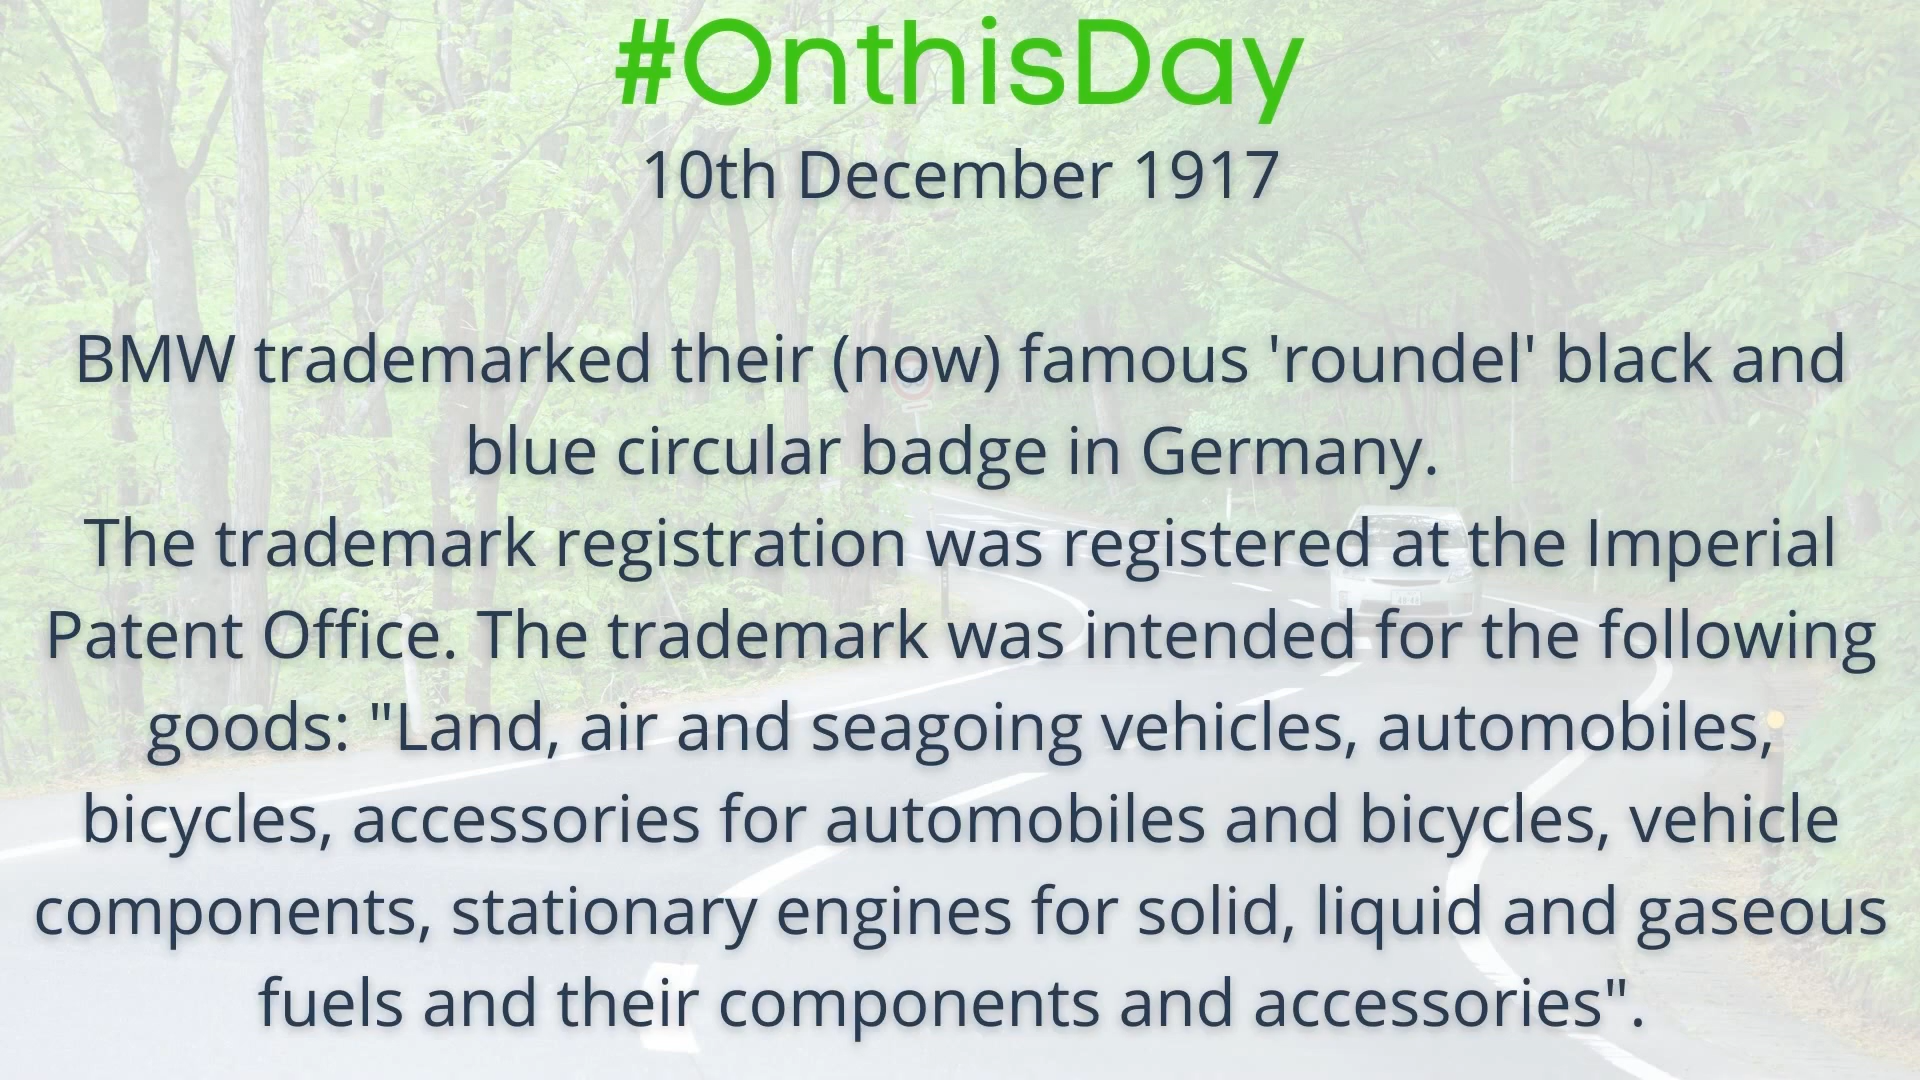 #OnthisDay
10th December 1917
BMW trademarked their (now) famous 'roundel' black and
blue circular badge in Germany.
The trademark registration was registered at the Imperial
Patent Office. The trademark was intended for the following
goods: "Land, air and seagoing vehicles, automobiles,
bicycles, accessories for automobiles and bicycles, vehicle
components, stationary engines for solid, liquid and gaseous
fuels and their components and accessories".